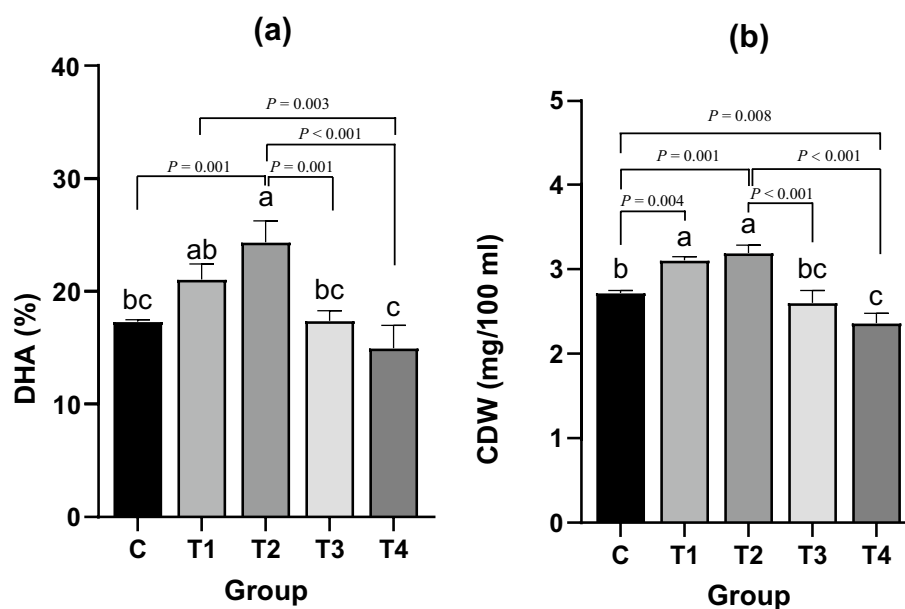 (a)
40
30
20
10
0
DHA (%)
P = 0.003
P < 0.001
P = 0.001
P = 0.001
bc
ab
a
bc
c
C T1 T2 T3 T4
Group
(b)
5
4
3
2
1
0
CDW (mg/100 ml)
P = 0.008
P = 0.001
P < 0.001
P = 0.004
P < 0.001
b
a
a
bc
c
C T1 T2 T3 T4
Group